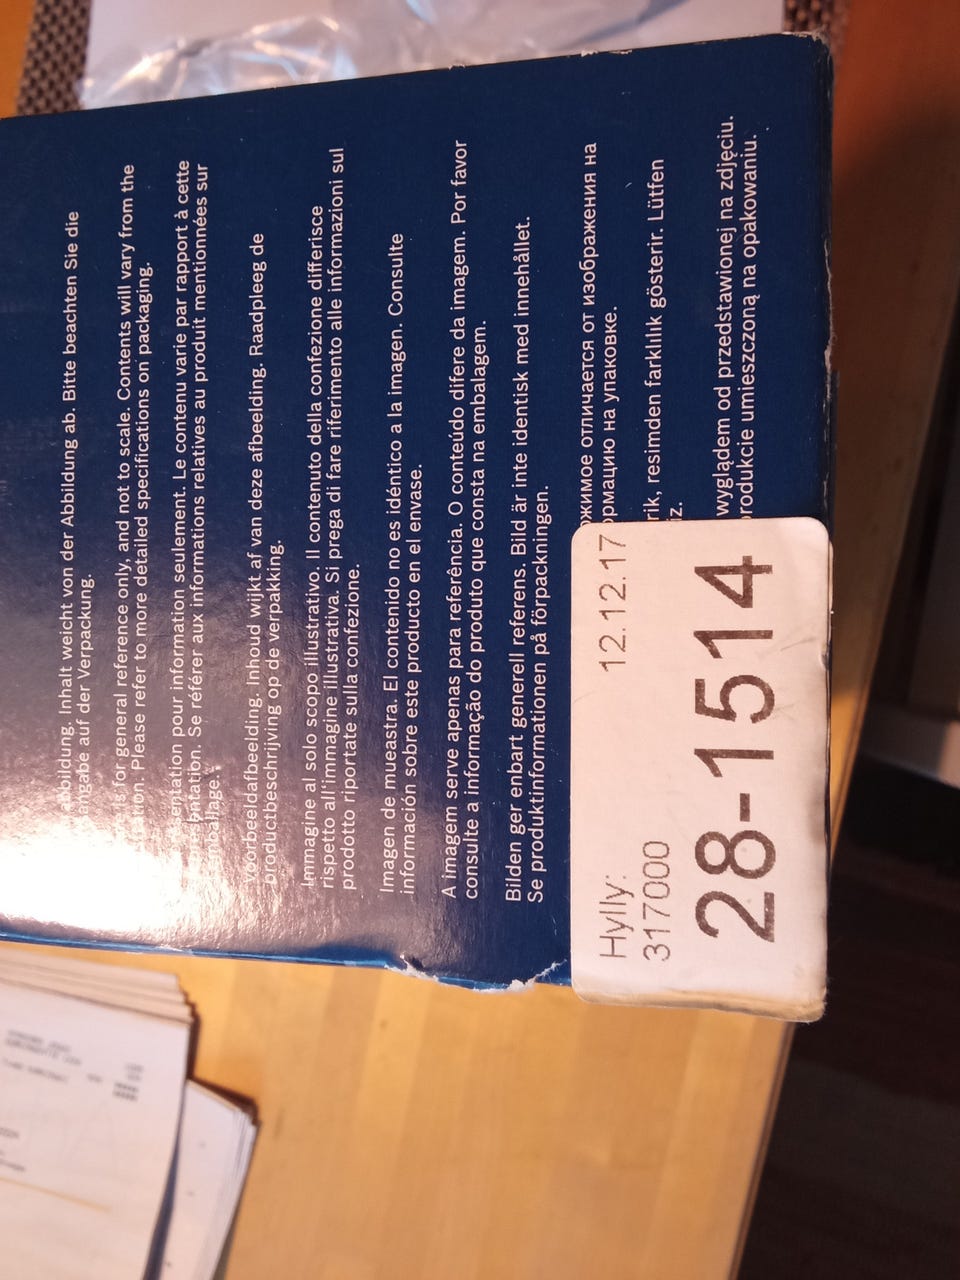 Abbildung. Inhalt weicht von der Abbildung ab. Bitte beachten Sie die
angabe auf der Verpackung.
is for general reference only, and not to scale. Contents will vary from the
Please refer to more detailed specifications on packaging.
pour information seulement. Le contenu varie par rapport à cette
Se référer aux informations relatives au produit mentionnées sur
emballage.
voorbeeldafbeelding. Inhoud wijkt af van deze afbeelding. Raadpleeg de
productbeschrijving op de verpakking.
Immagine al solo scopo illustrativo. Il contenuto della confezione differisce
rispetto all'immagine illustrativa. Si prega di fare riferimento alle informazioni sul
prodotto riportate sulla confezione.
Imagen de mueastra. El contenido no es idéntico a la imagen. Consulte
información sobre este producto en el envase.
A imagem serve apenas para referência. O conteúdo difere da imagem. Por favor
consulte a informação do produto que consta na embalagem.
Bilden ger enbart generell referens. Bild är inte identisk med innehållet.
Se produktinformationen på förpackningen.
ожимое отличается от изображения на
ормацию на упаковке.
rik, resimden farklılık gösterir. Lütfen
iz.
wyglądem od przedstawionej na zdjęciu.
rodukcie umieszczoną na opakowaniu.
Hylly: 12.12.17
317000
28-1514